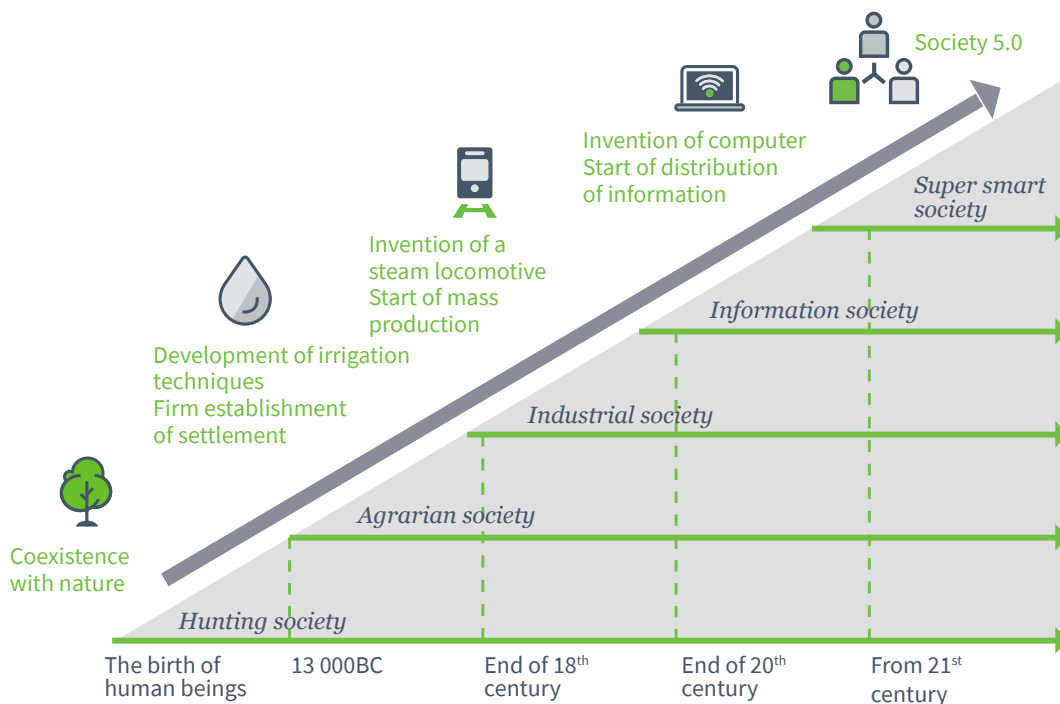 Society 5.0
Invention of computer
Start of distribution
of information
Super smart
society
Invention of a
steam locomotive
Start of mass
production
Information society
Development of irrigation
techniques
Firm establishment
of settlement
Industrial society
Agrarian society
Coexistence
with nature
Hunting society
The birth of
human beings
13 000BC
End of 18th
century
End of 20th
century
From 21st
century